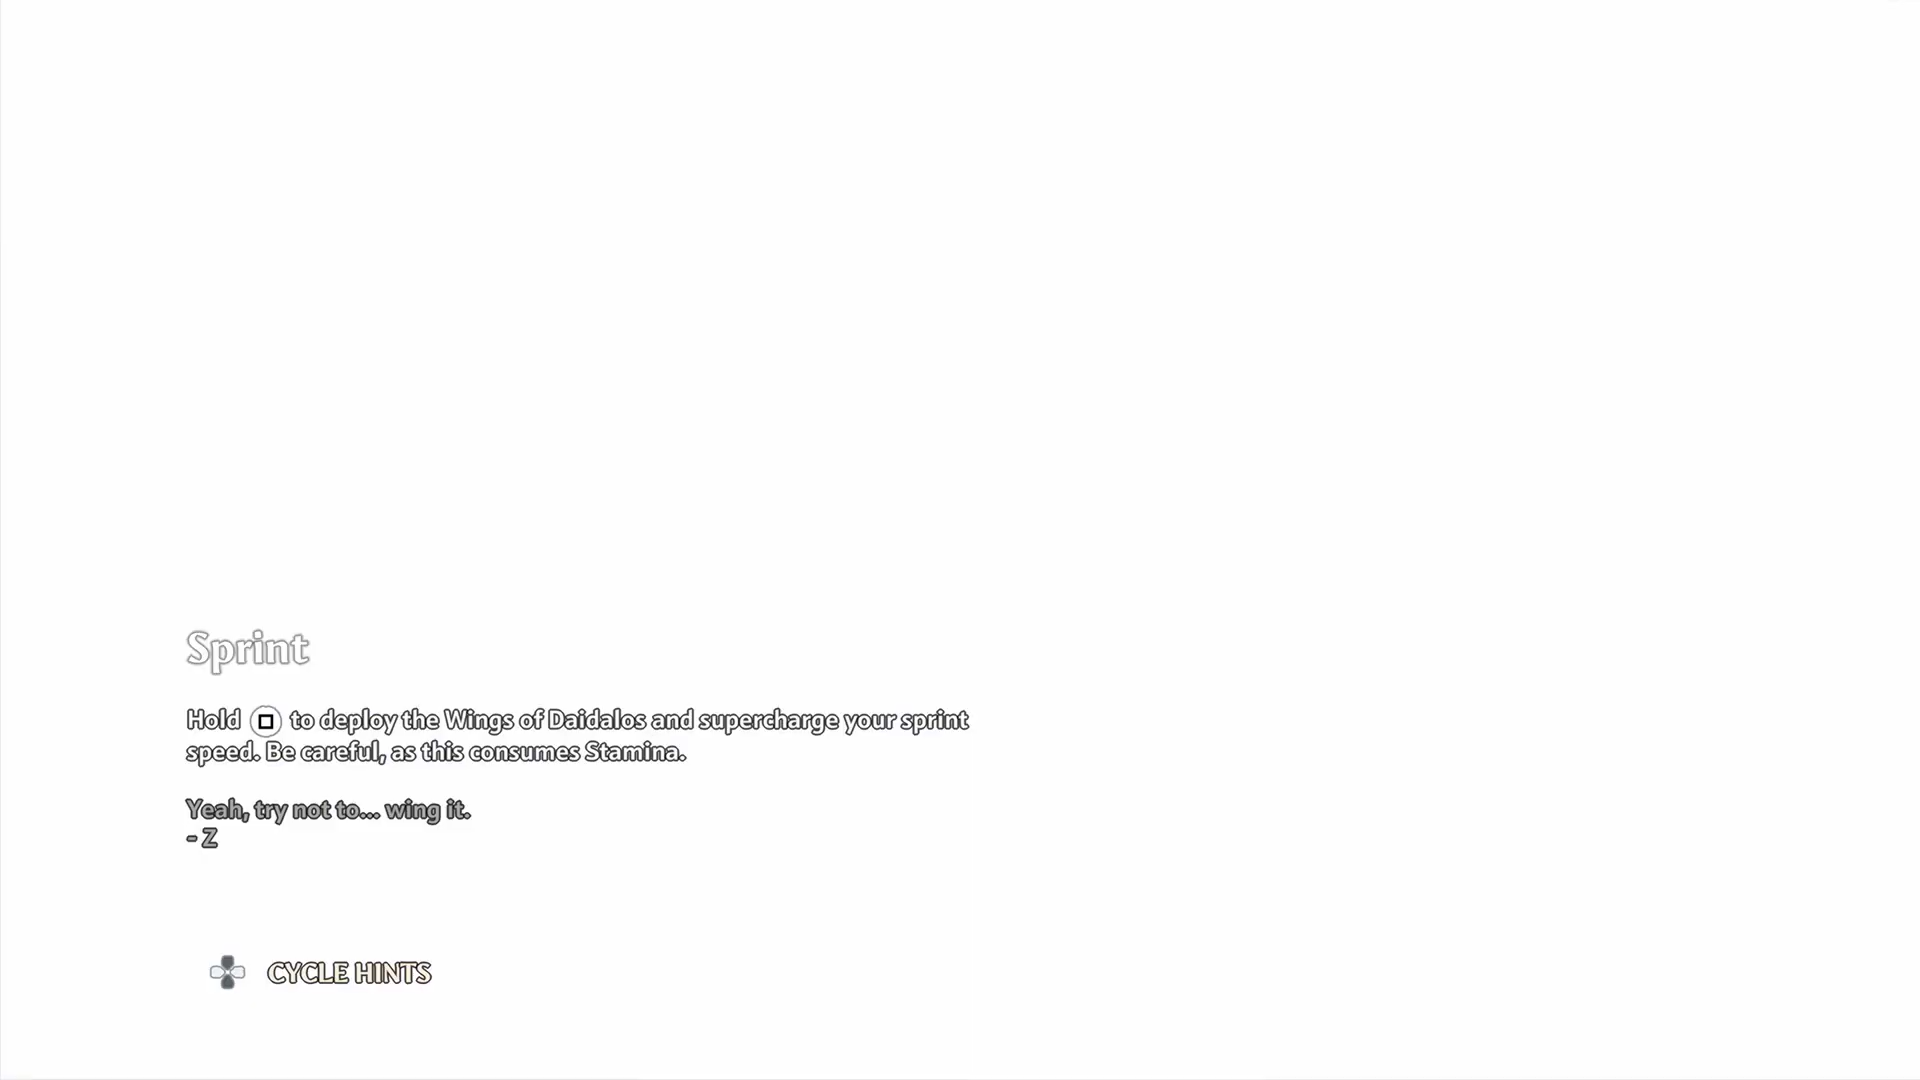 Sprint
Hold to deploy the Wings of Daidalos and supercharge your sprint
speed. Be careful, as this consumes Stamina.
Yeah, try not to... wing it.
- Z
CYCLE HINTS